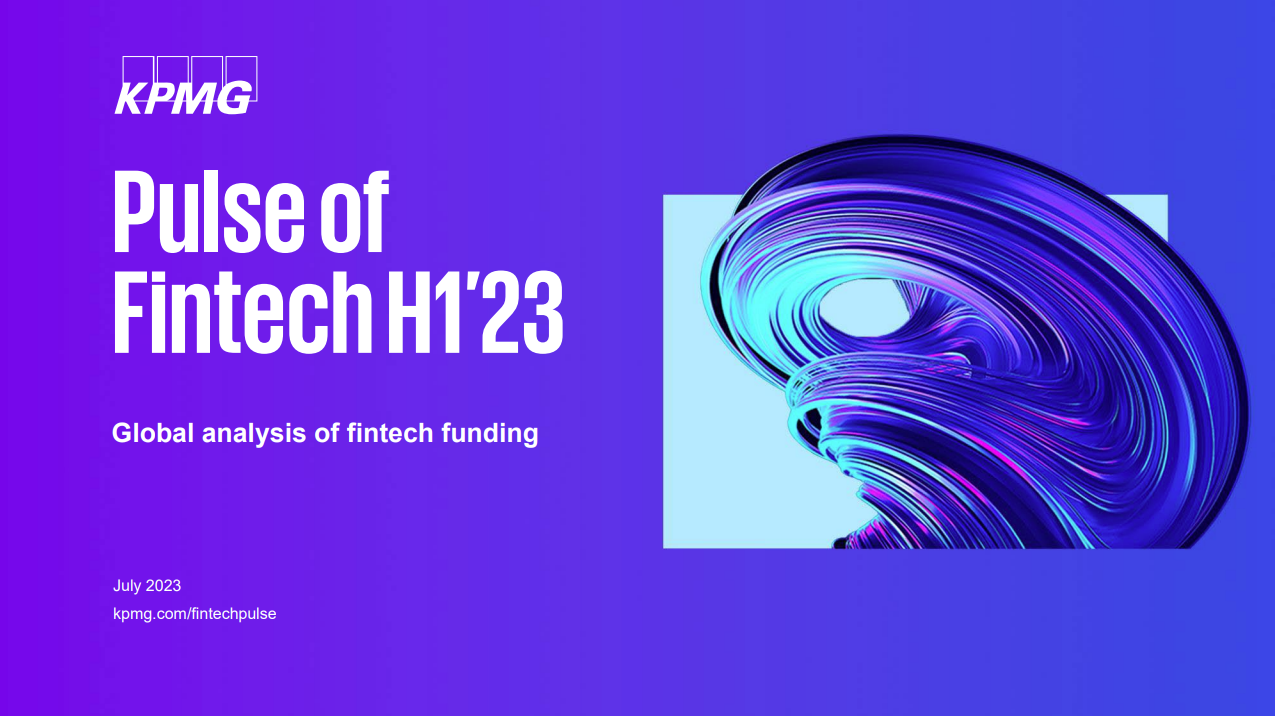 KPMG
Pulse of
Fintech H1'23
Global analysis of fintech funding
July 2023
kpmg.com/fintechpulse